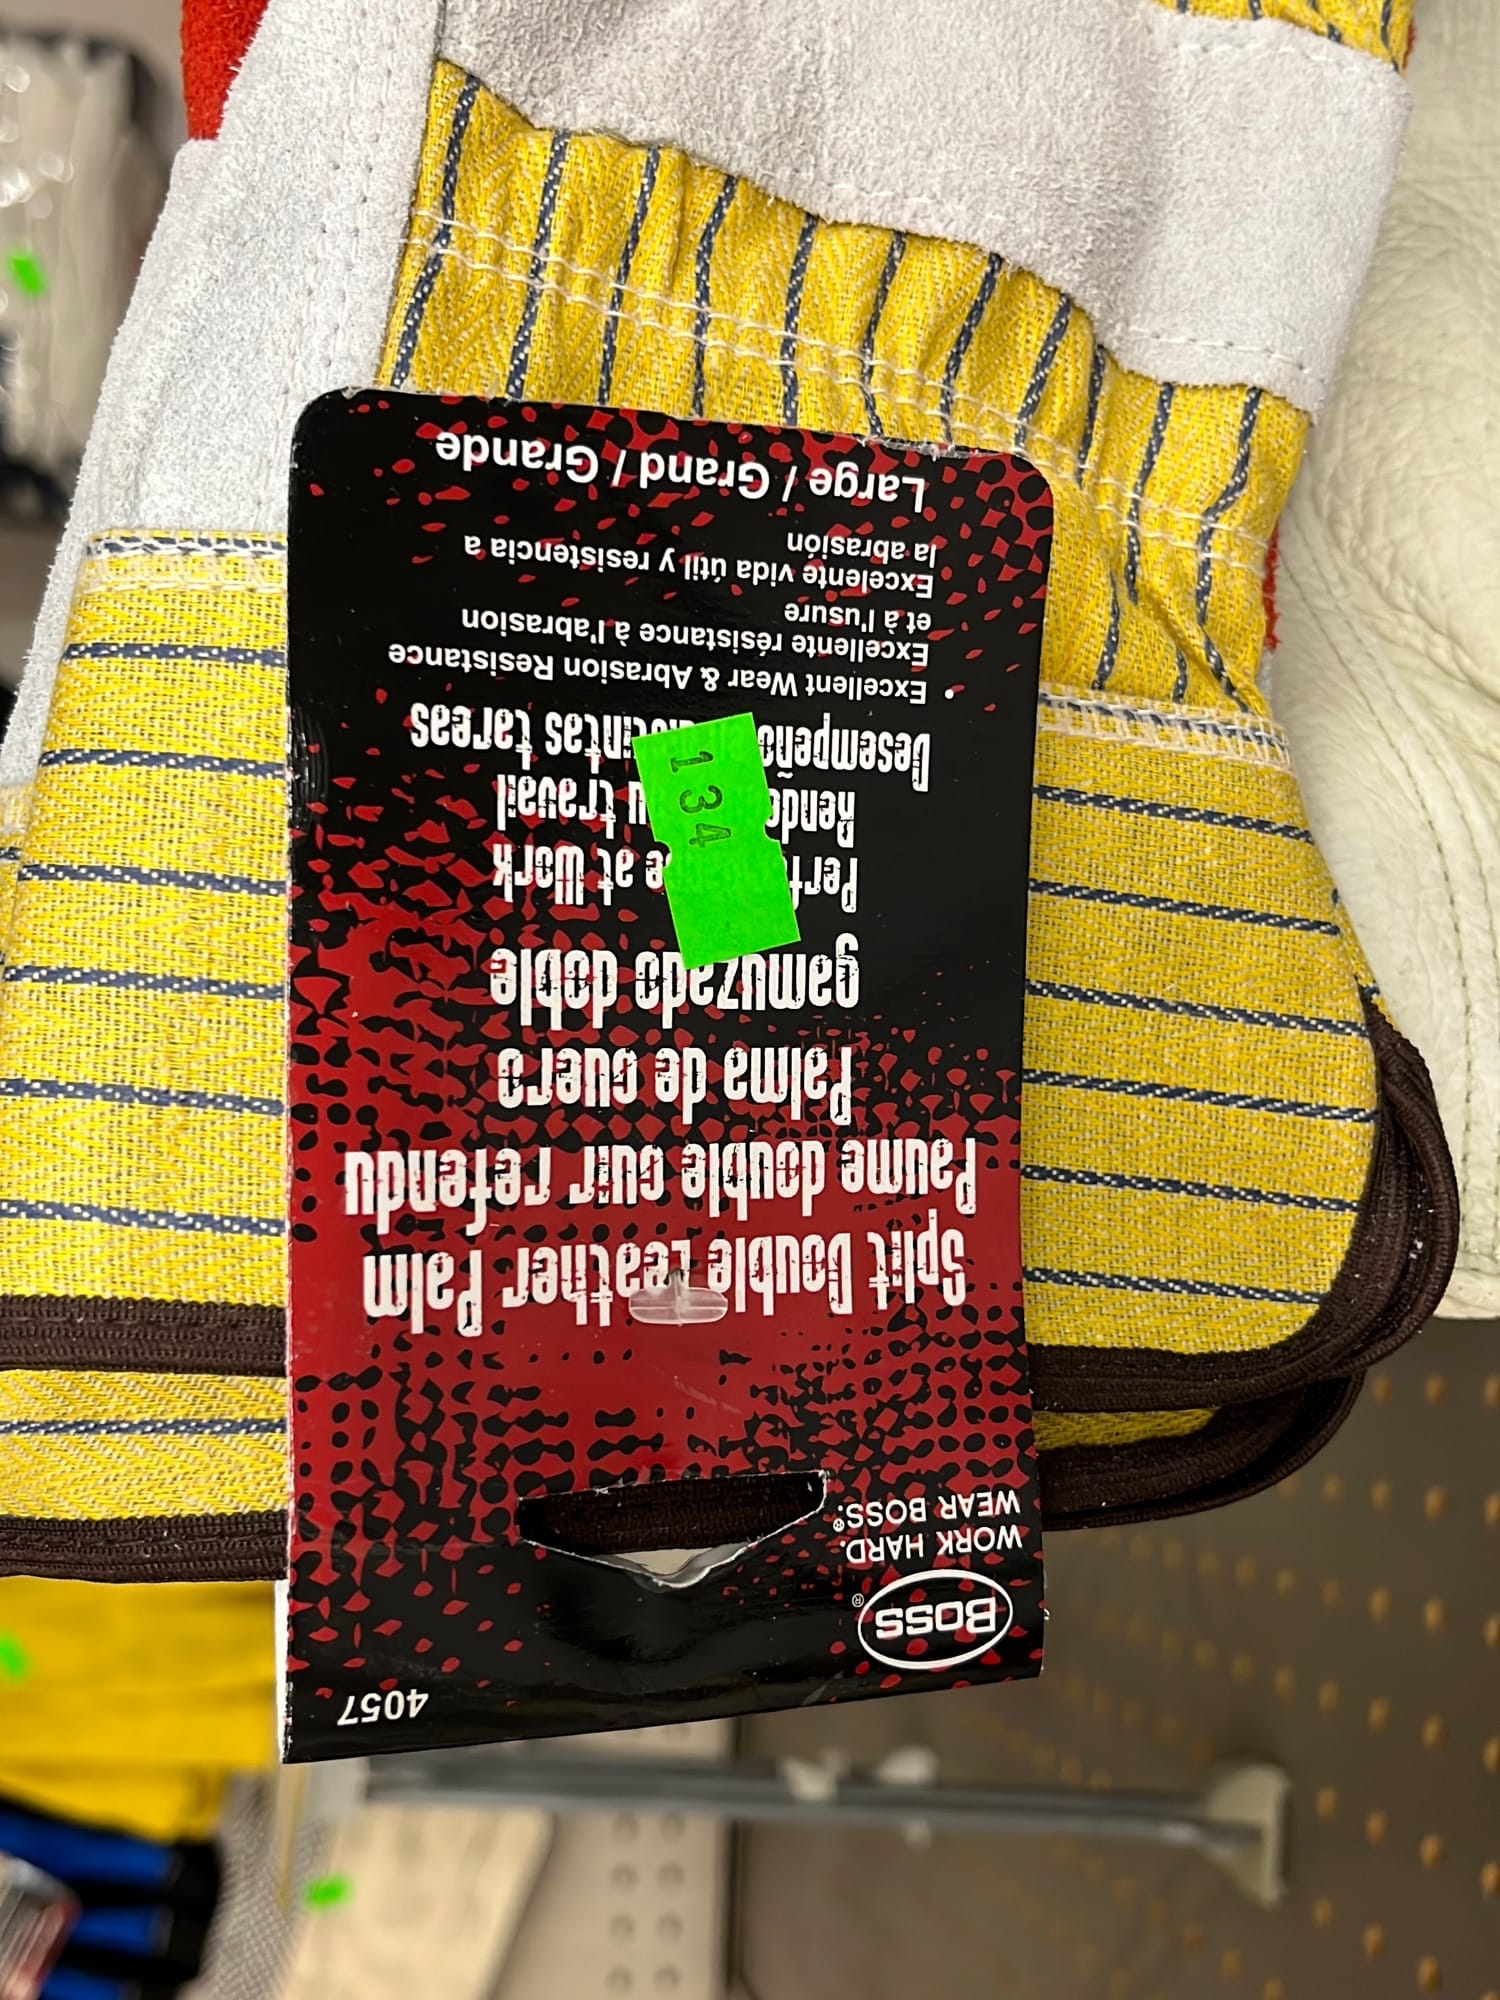 4057
BOSS®
WORK HARD.
WEAR BOSS.®
Split Double Leather Palm
Paume double cuir refendu
Palma de cuero
gamuzado doble
at Work
travail
Desempeño tareas
134
• Excellent Wear & Abrasion Resistance
Excellente résistance à l'abrasion
et à l'usure
Excelente vida útil y resistencia a
la abrasión
Large / Grand / Grande